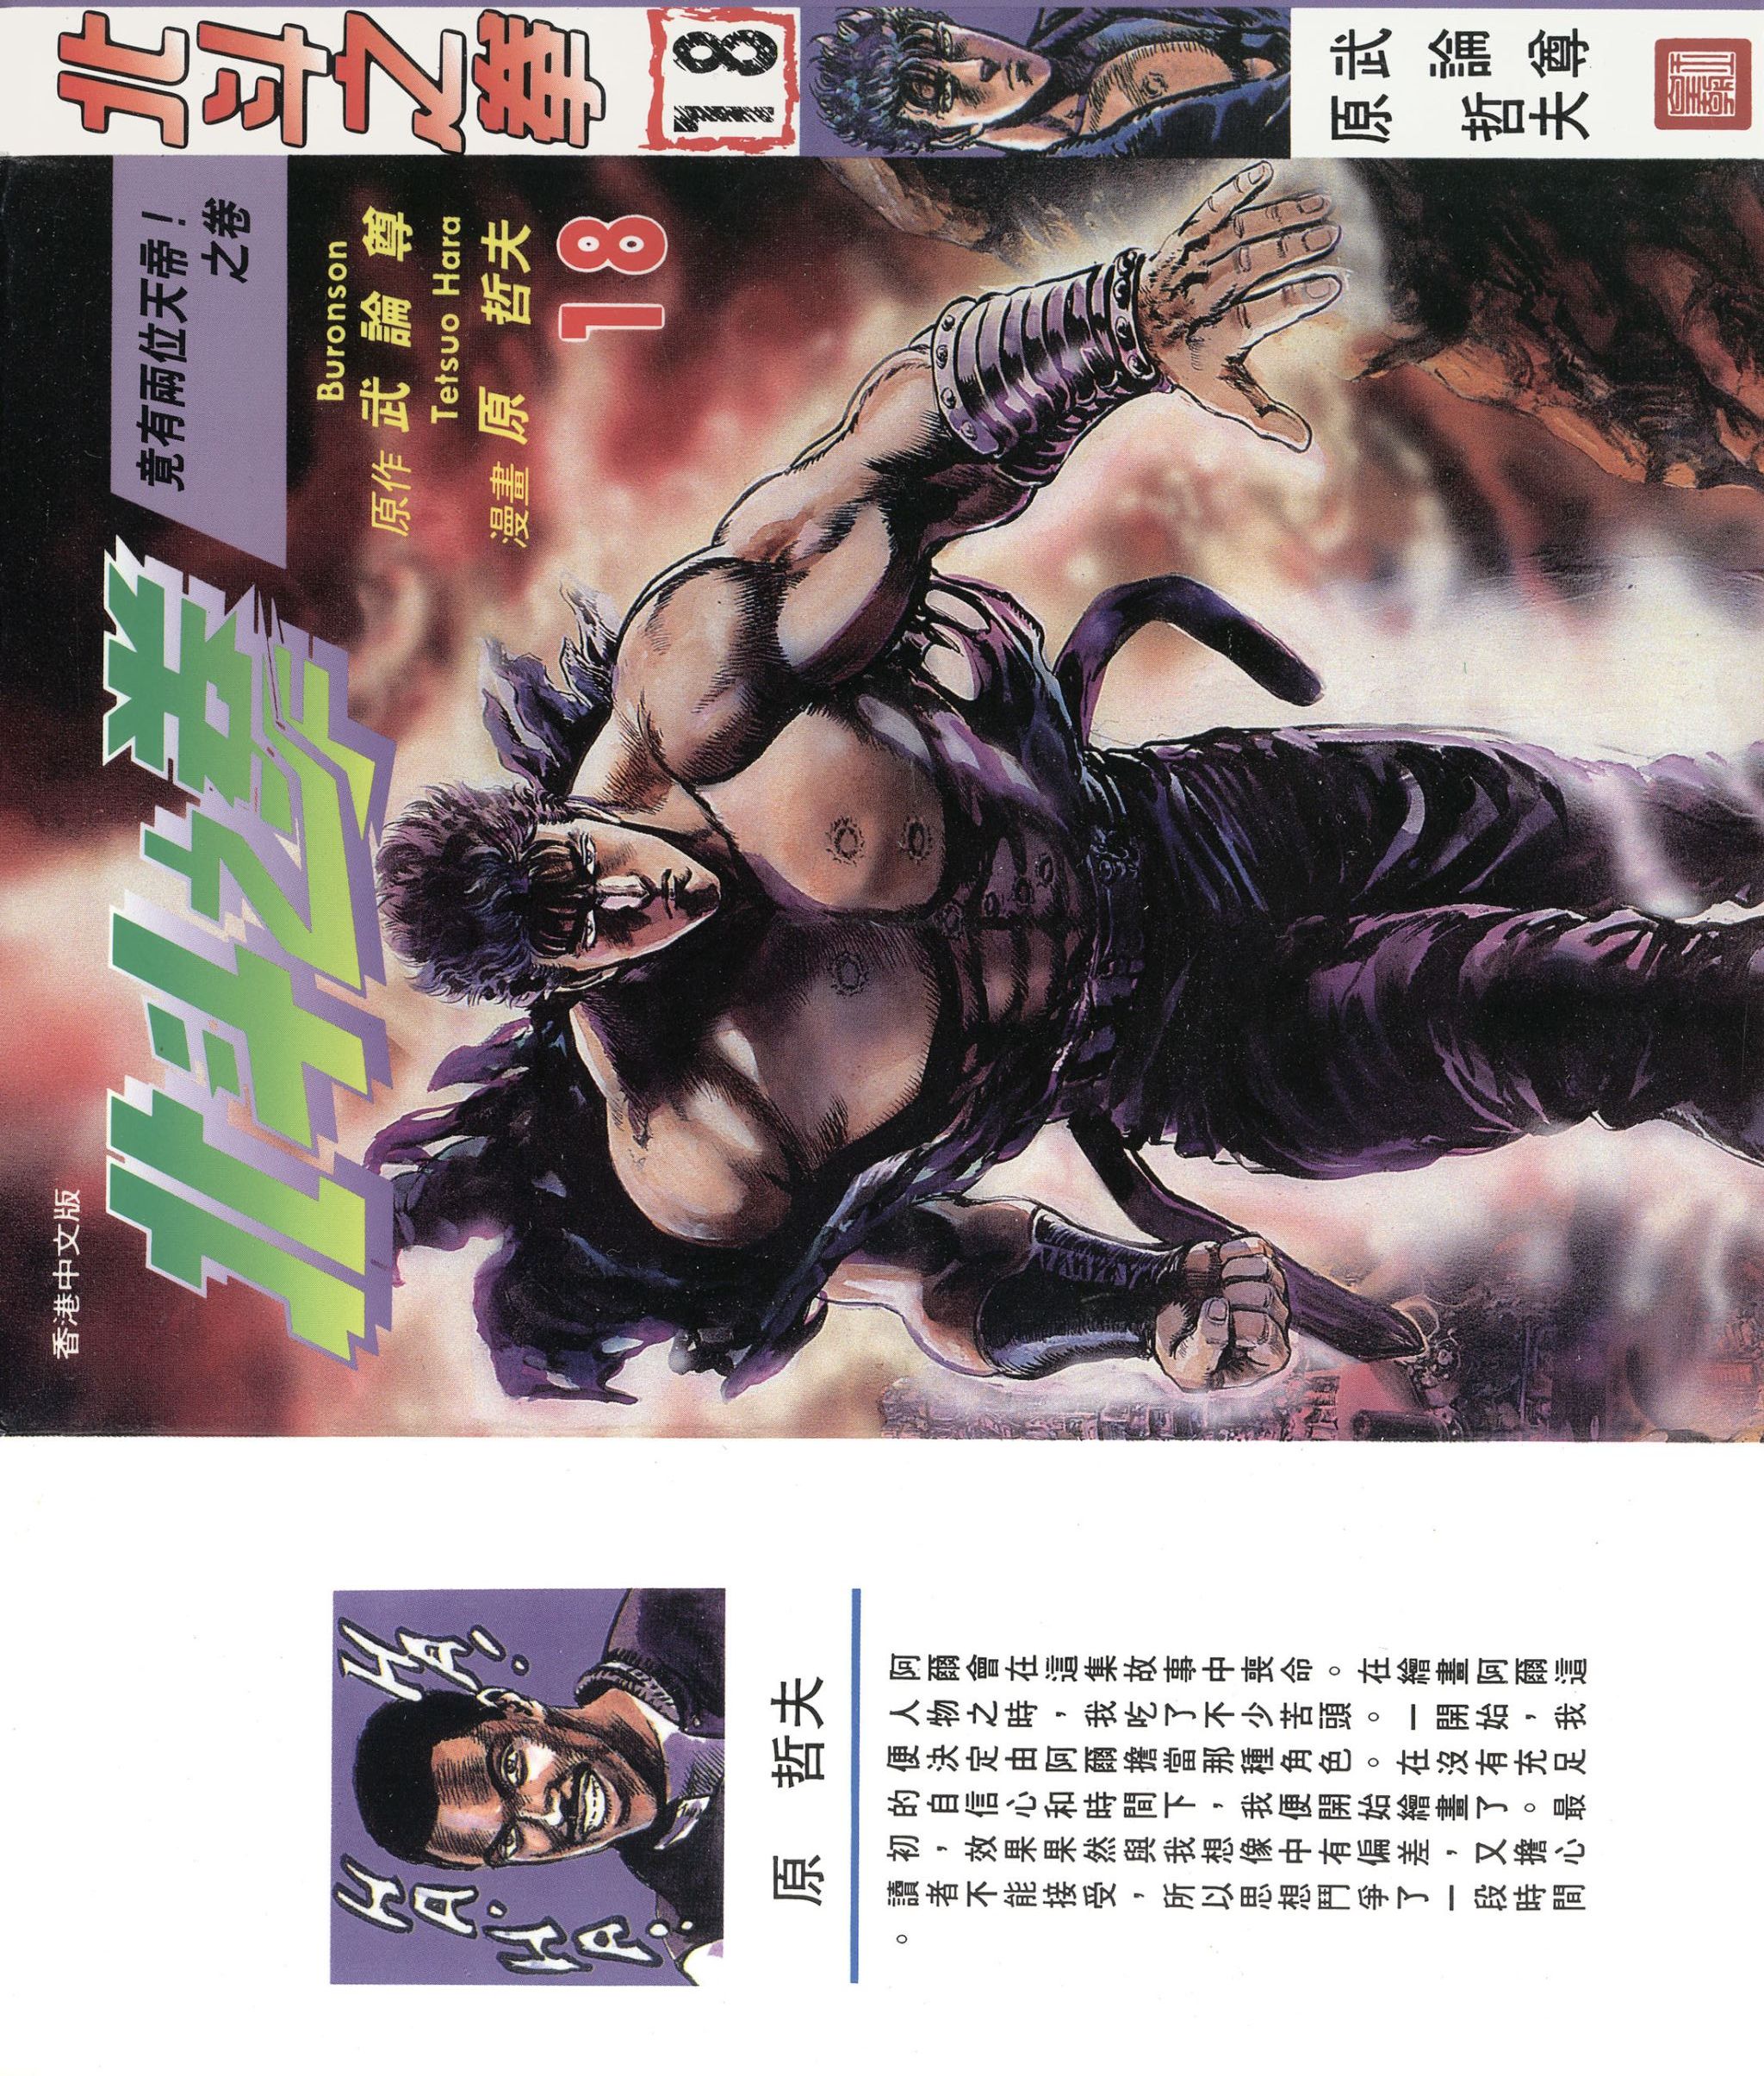 北斗之拳
18
武論尊
原哲夫
香港中文版
北斗之拳
竟有兩位天帝！
之卷
Buronson
原作 武論尊
Tetsuo Hara
漫畫 原哲夫
18
HA!
HA!
HA!
原 哲夫
阿爾會在這集故事中喪命。在繪畫阿爾這
人物之時，我吃了不少苦頭。一開始，我
便決定由阿爾擔當那種角色。在沒有充足
的自信心和時間下，我便開始繪畫了。最
初，效果果然與我想像中有偏差，又擔心
讀者不能接受，所以思想鬥爭了一段時間
。